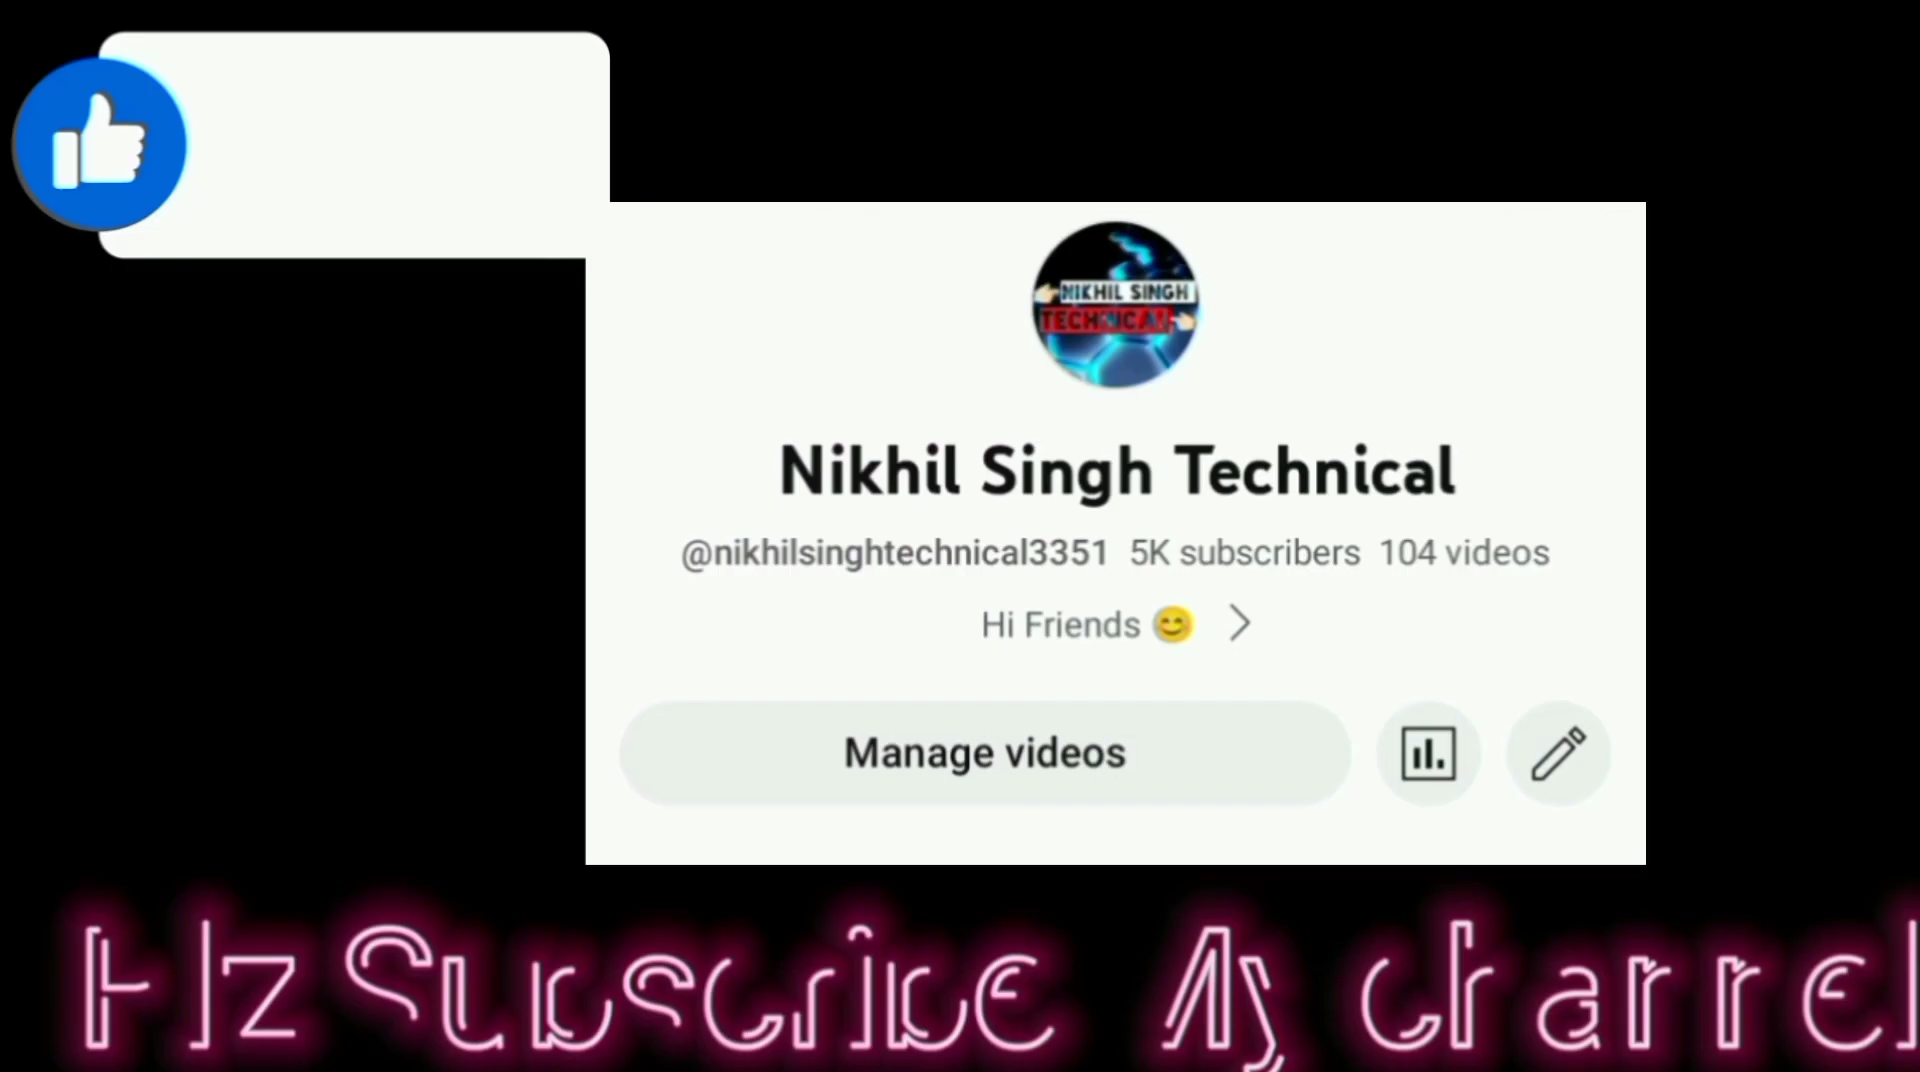 NIKHIL SINGH
TECHNICAL
Nikhil Singh Technical
@nikhilsinghtechnical3351 5K subscribers 104 videos
Hi Friends 😊 >
Manage videos
Plz Subscribe My channel